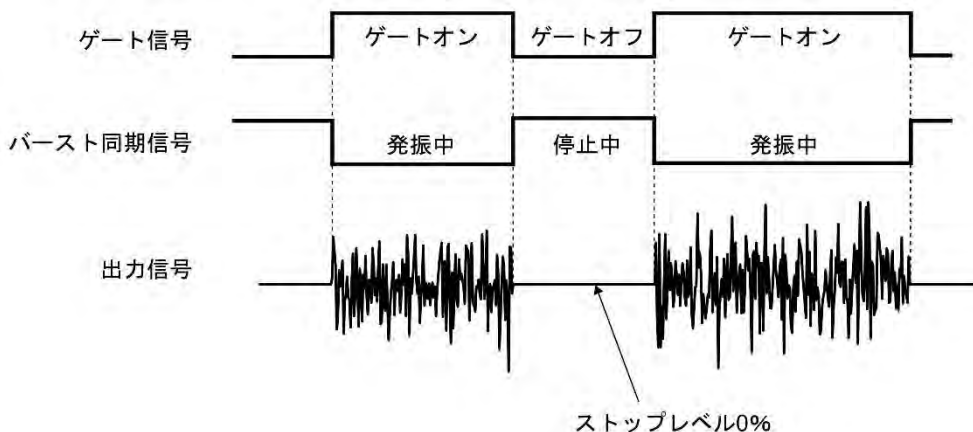 ゲート信号
ゲートオン
ゲートオフ
ゲートオン
バースト同期信号
発振中
停止中
発振中
出力信号
ストップレベル0%